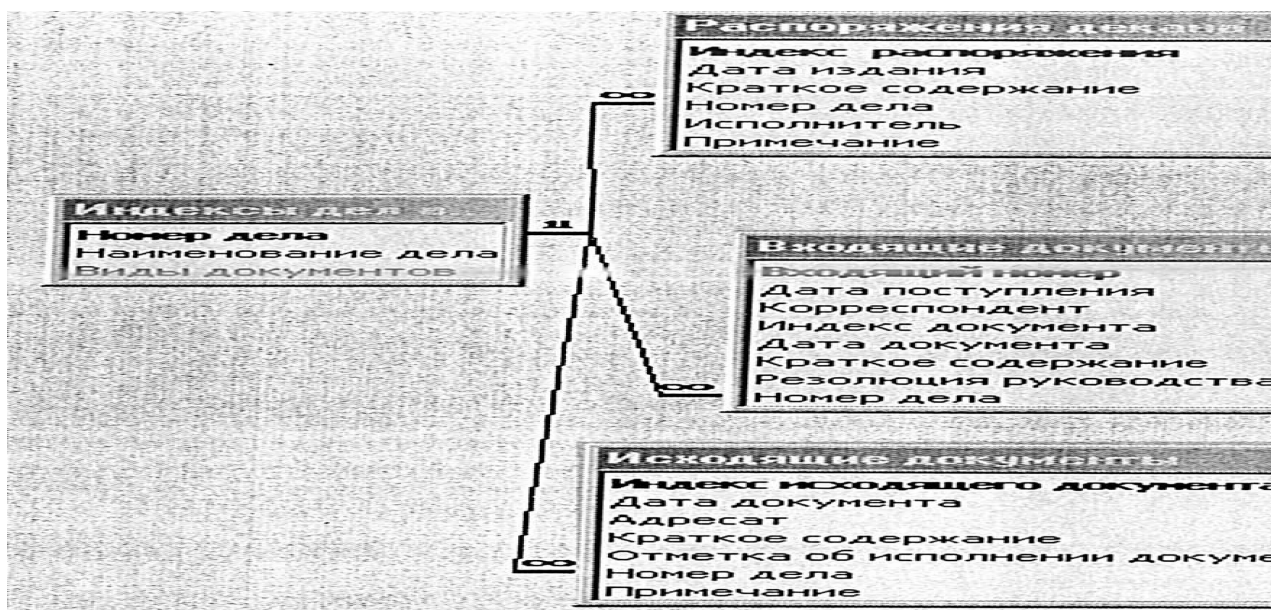 Распоряжения декана
Индекс распоряжения
Дата издания
Краткое содержание
Номер дела
Исполнитель
Примечание
Индексы дел
Номер дела
Наименование дела
Виды документов
1
∞
∞
∞
Входящие документы
Входящий номер
Дата поступления
Корреспондент
Индекс документа
Дата документа
Краткое содержание
Резолюция руководства
Номер дела
Исходящие документы
Индекс исходящего документа
Дата документа
Адресат
Краткое содержание
Отметка об исполнении докуме
Номер дела
Примечание